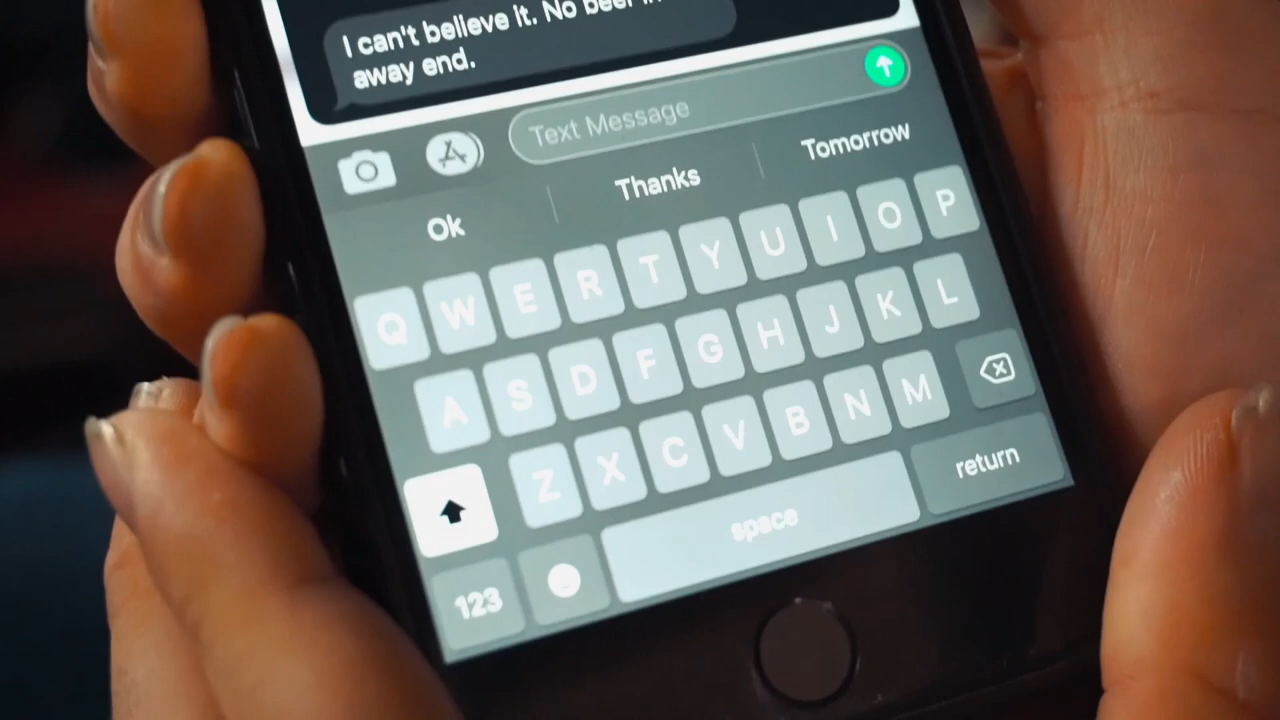 I can't believe it. No beer in
away end.
Text Message
Ok Thanks Tomorrow
Q W E R T Y U I O P
A S D F G H J K L
Z X C V B N M
123 space return